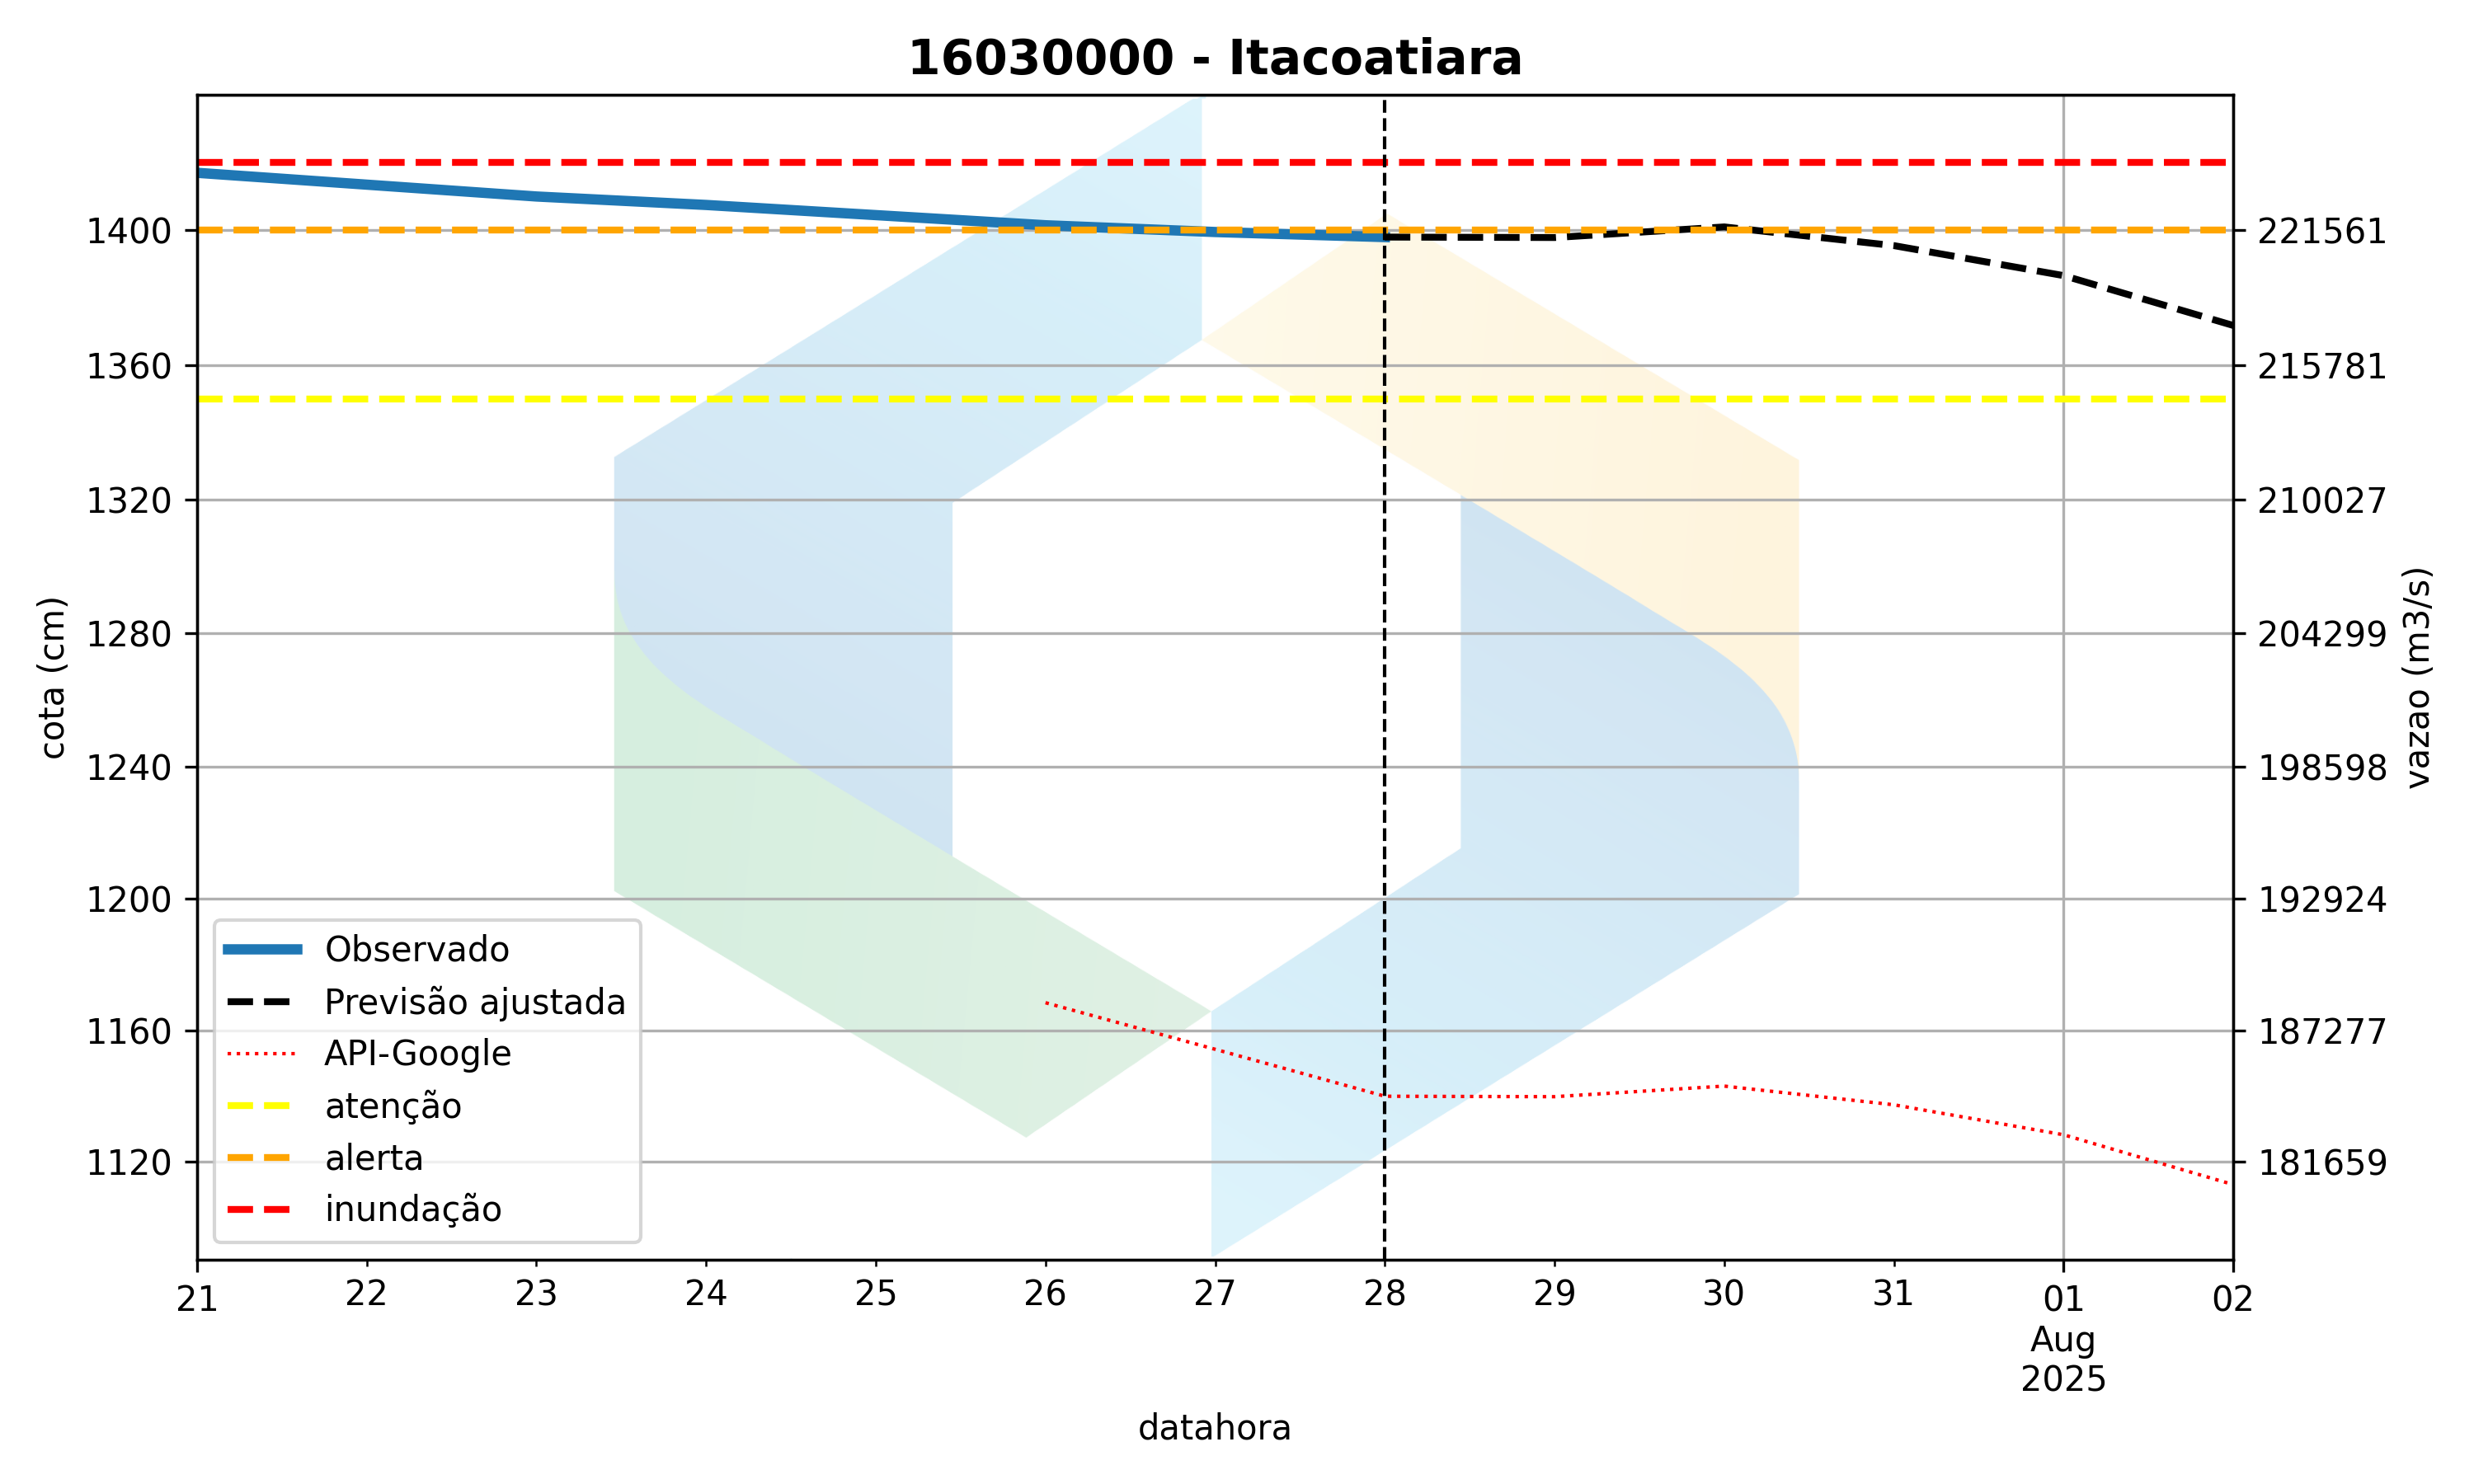 16030000 - Itacoatiara
1400
1360
1320
1280
1240
1200
1160
1120
cota (cm)
221561
215781
210027
204299
198598
192924
187277
181659
vazao (m3/s)
Observado
Previsão ajustada
API-Google
atenção
alerta
inundação
21 22 23 24 25 26 27 28 29 30 31 01 02
Aug
2025
datahora